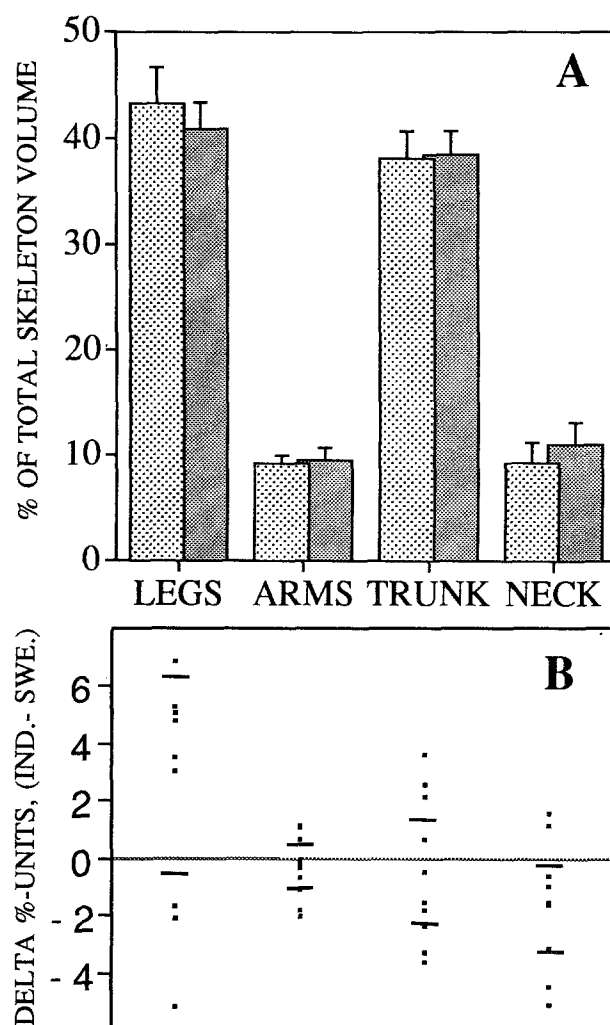 50
40
30
20
10
0
% OF TOTAL SKELETON VOLUME
A
LEGS ARMS TRUNK NECK
6
4
2
0
- 2
- 4
DELTA %-UNITS, (IND.- SWE.)
B